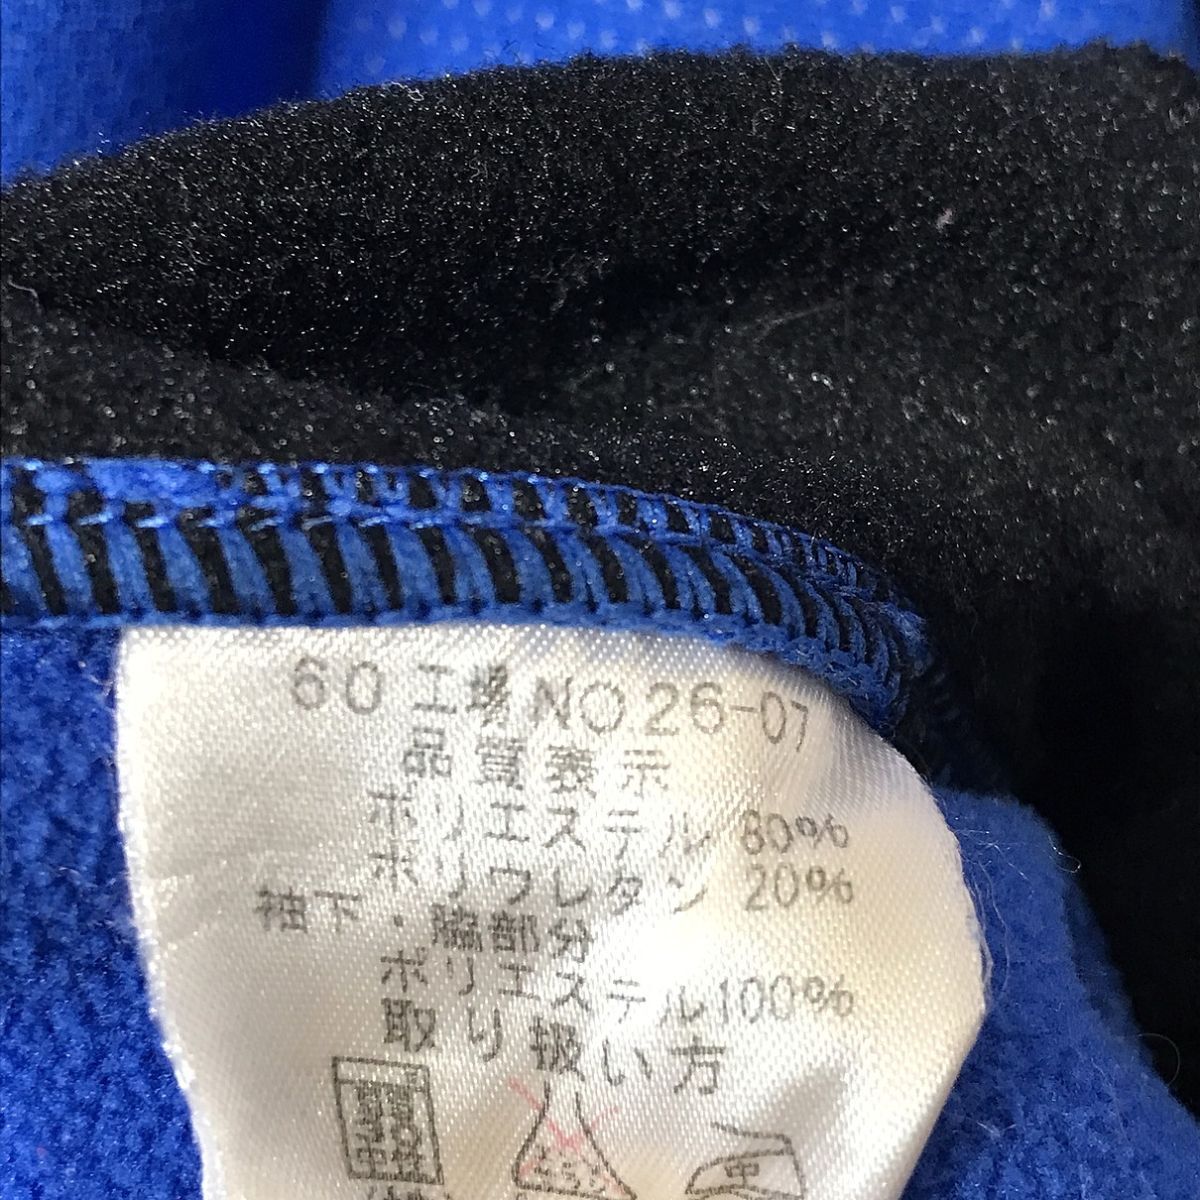 60 工場NO.26-07
品質表示
ポリエステル 80%
ポリウレタン 20%
袖下・脇部分
ポリエステル100%
取り扱い方
中